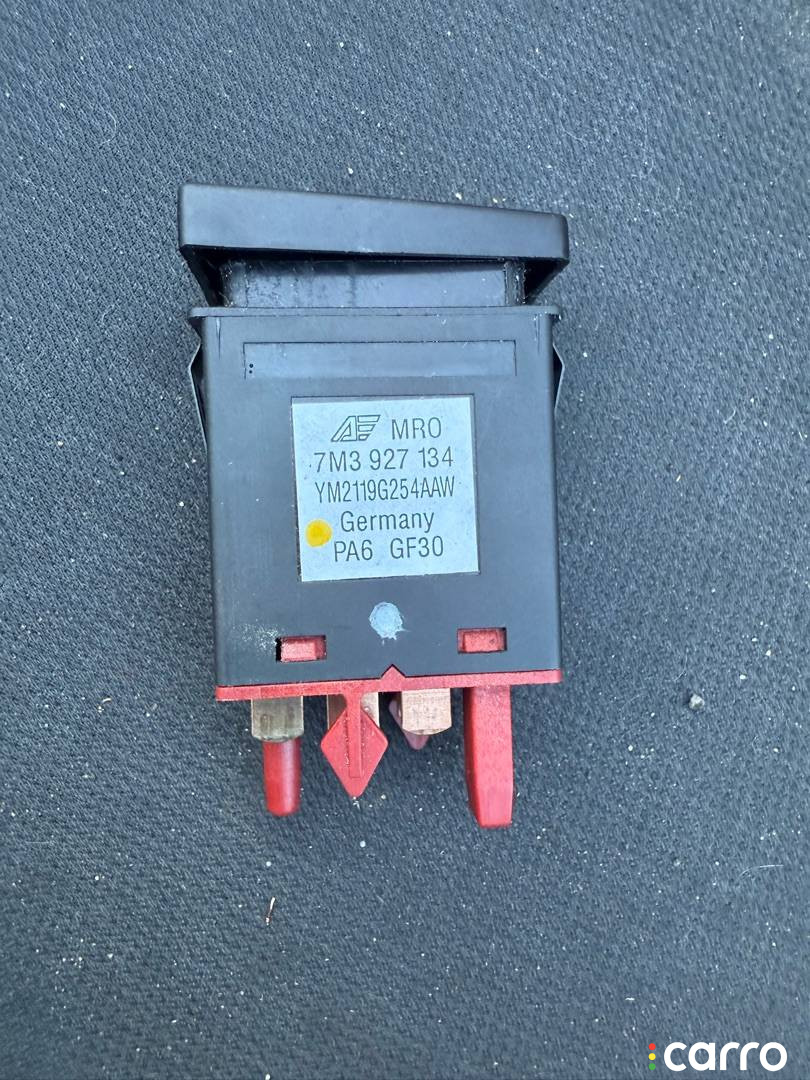 MRO
7M3 927 134
YM2119G254AAW
Germany
PA6 GF30
carro